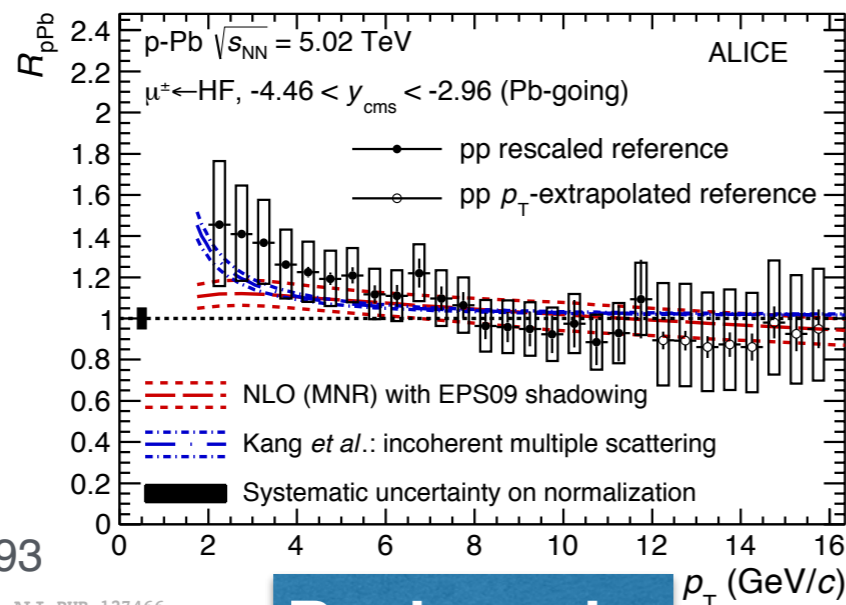 R_pPb
2.4
2.2
2
1.8
1.6
1.4
1.2
1
0.8
0.6
0.4
0.2
0
p-Pb √s_NN = 5.02 TeV
ALICE
μ±←HF, -4.46 < y_cms < -2.96 (Pb-going)
pp rescaled reference
pp p_T-extrapolated reference
NLO (MNR) with EPS09 shadowing
Kang et al.: incoherent multiple scattering
Systematic uncertainty on normalization
0 2 4 6 8 10 12 14 16
p_T (GeV/c)
93